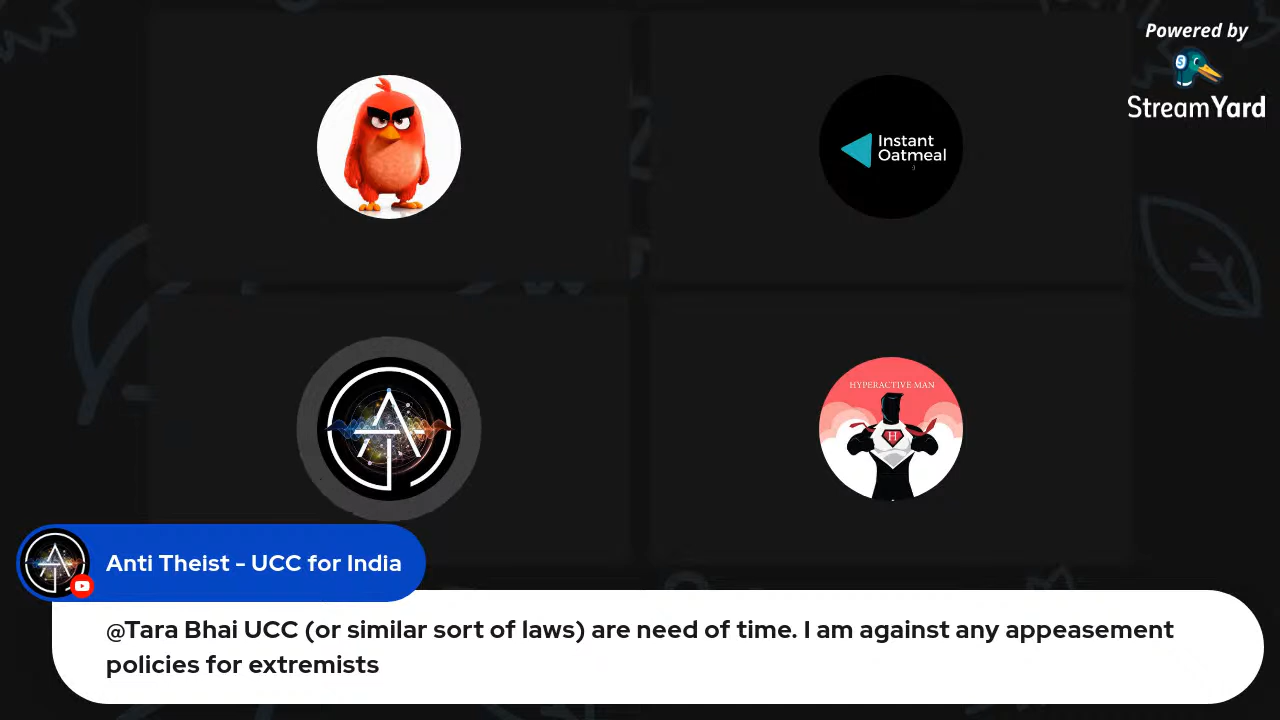 Powered by
StreamYard
Instant
Oatmeal
:)
HYPERACTIVE MAN
H
Anti Theist - UCC for India
@Tara Bhai UCC (or similar sort of laws) are need of time. I am against any appeasement
policies for extremists